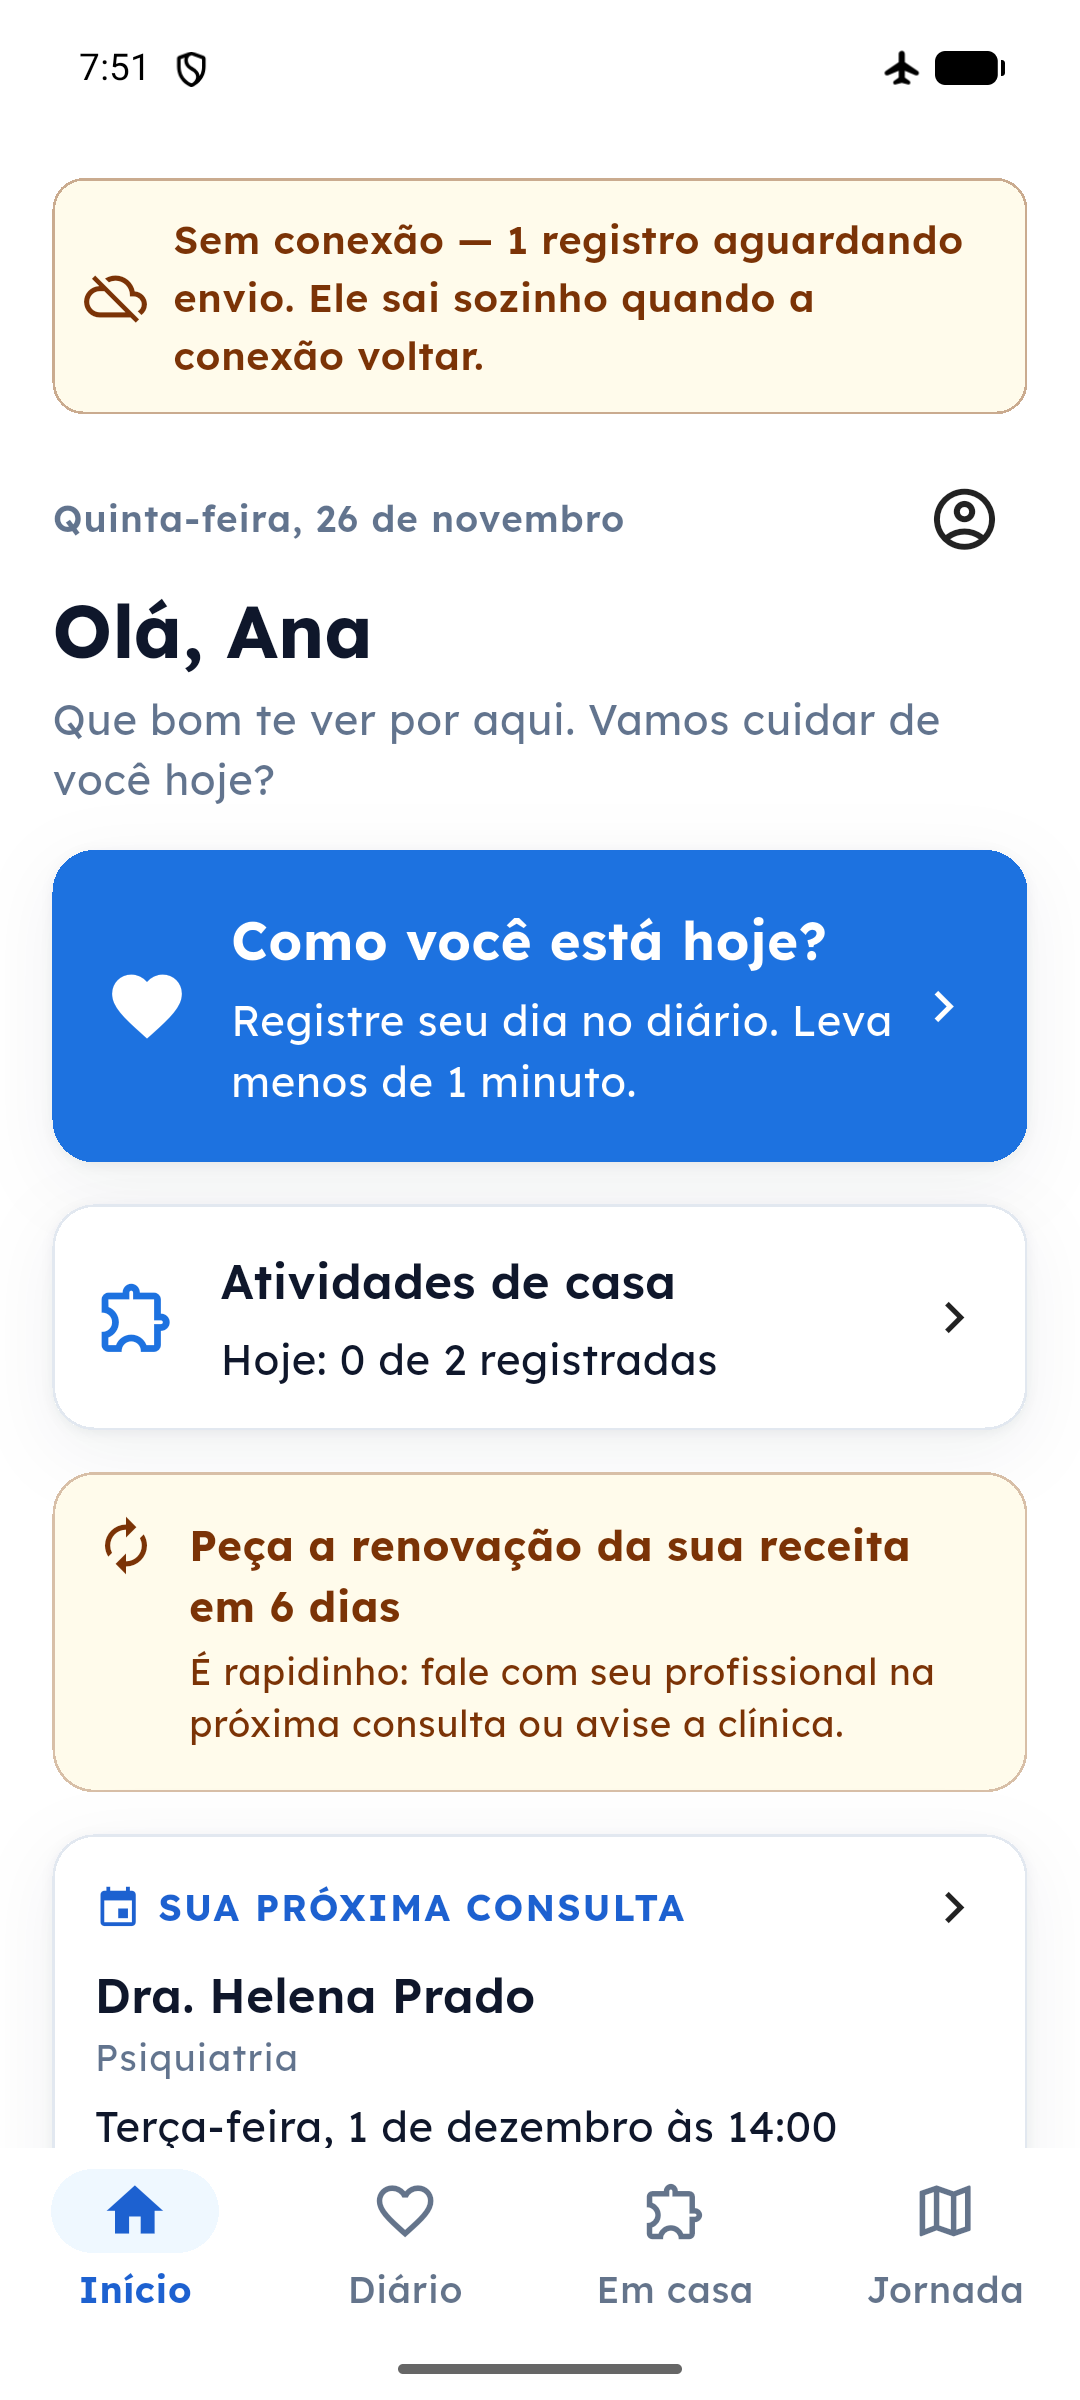 7:51
Sem conexão — 1 registro aguardando
envio. Ele sai sozinho quando a
conexão voltar.
Quinta-feira, 26 de novembro
Olá, Ana
Que bom te ver por aqui. Vamos cuidar de
você hoje?
Como você está hoje?
Registre seu dia no diário. Leva
menos de 1 minuto.
Atividades de casa
Hoje: 0 de 2 registradas
Peça a renovação da sua receita
em 6 dias
É rapidinho: fale com seu profissional na
próxima consulta ou avise a clínica.
SUA PRÓXIMA CONSULTA
Dra. Helena Prado
Psiquiatria
Terça-feira, 1 de dezembro às 14:00
Início
Diário
Em casa
Jornada